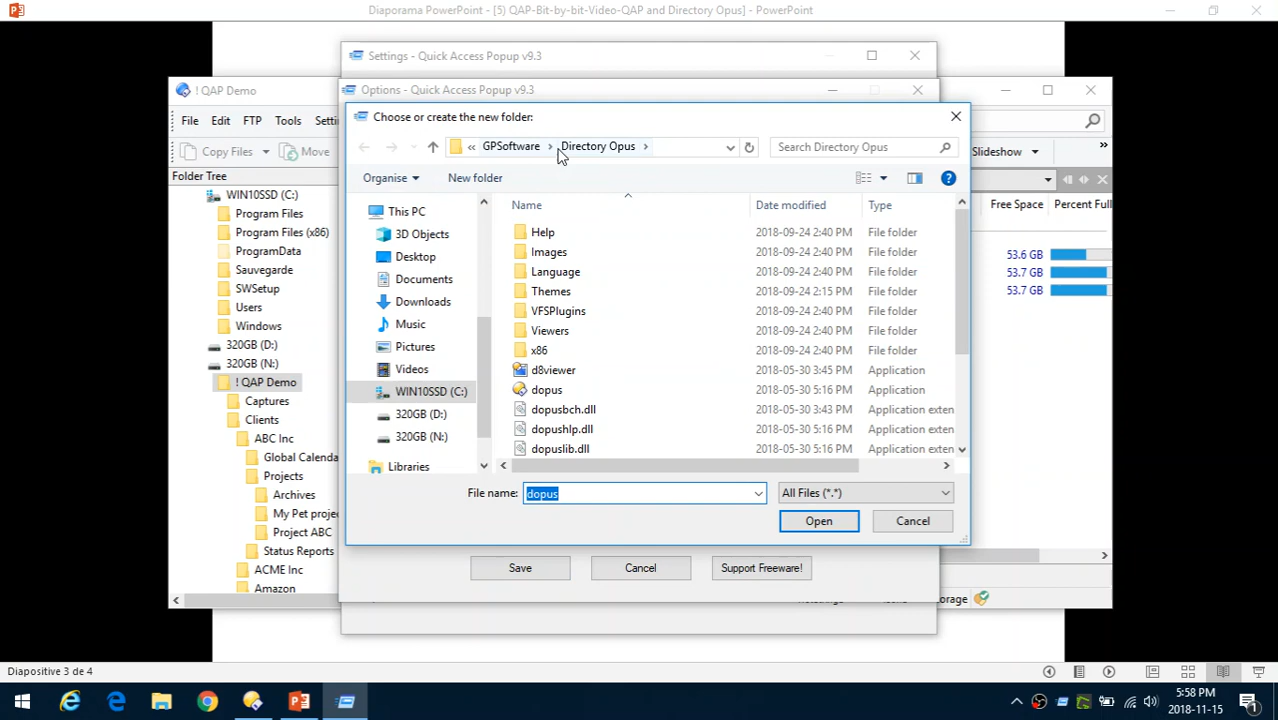 Diaporama PowerPoint - [5) QAP-Bit-by-bit-Video-QAP and Directory Opus] - PowerPoint
Settings - Quick Access Popup v9.3
! QAP Demo
Options - Quick Access Popup v9.3
Choose or create the new folder:
File Edit FTP Tools
« GPSoftware › Directory Opus ›
Search Directory Opus
Copy Files
Move
Slideshow
Folder Tree
Organise
New folder
Name
Date modified
Type
Free Space
Percent Full
WIN10SSD (C:)
Program Files
Program Files (x86)
ProgramData
Sauvegarde
SWSetup
Users
Windows
320GB (D:)
320GB (N:)
! QAP Demo
Captures
Clients
ABC Inc
Global Calenda
Projects
Archives
My Pet proje
Project ABC
Status Reports
ACME Inc
Amazon
This PC
3D Objects
Desktop
Documents
Downloads
Music
Pictures
Videos
WIN10SSD (C:)
320GB (D:)
320GB (N:)
Libraries
Help 2018-09-24 2:40 PM File folder
Images 2018-09-24 2:40 PM File folder
Language 2018-09-24 2:40 PM File folder
Themes 2018-09-24 2:15 PM File folder
VFSPlugins 2018-09-24 2:40 PM File folder
Viewers 2018-09-24 2:40 PM File folder
x86 2018-09-24 2:40 PM File folder
d8viewer 2018-05-30 3:45 PM Application
dopus 2018-05-30 5:16 PM Application
dopusbch.dll 2018-05-30 3:43 PM Application exten
dopushlp.dll 2018-05-30 5:16 PM Application exten
dopuslib.dll 2018-05-30 5:16 PM Application exten
53.6 GB
53.7 GB
53.7 GB
File name: dopus
All Files (*.*)
Open
Cancel
Save
Cancel
Support Freeware!
Diapositive 3 de 4
5:58 PM
2018-11-15